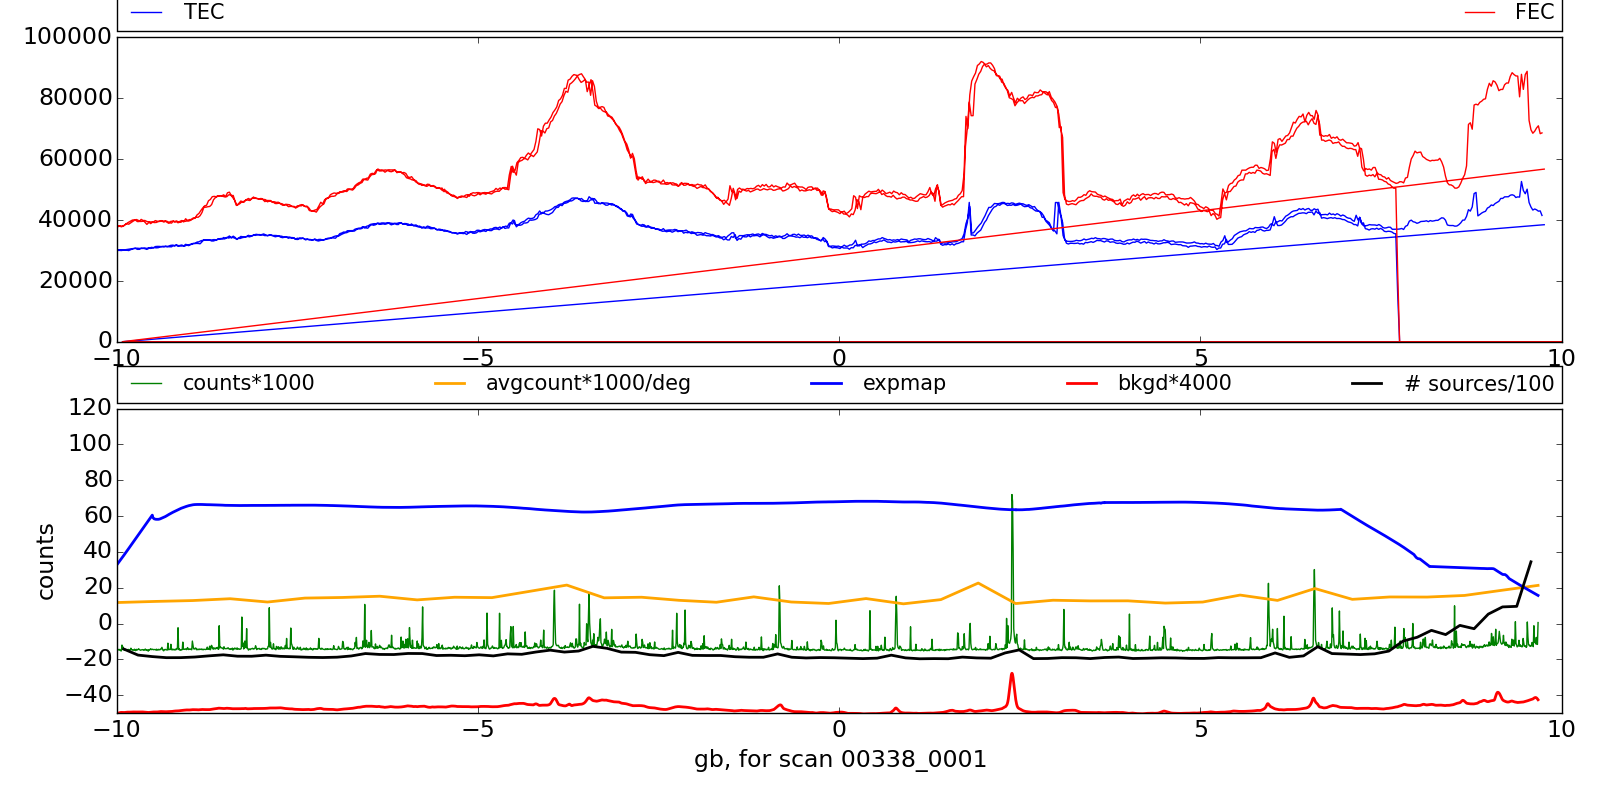 TEC FEC
100000
80000
60000
40000
20000
0
−10 −5 0 5 10
counts*1000 avgcount*1000/deg expmap bkgd*4000 # sources/100
120
100
80
60
40
20
0
−20
−40
counts
−10 −5 0 5 10
gb, for scan 00338_0001